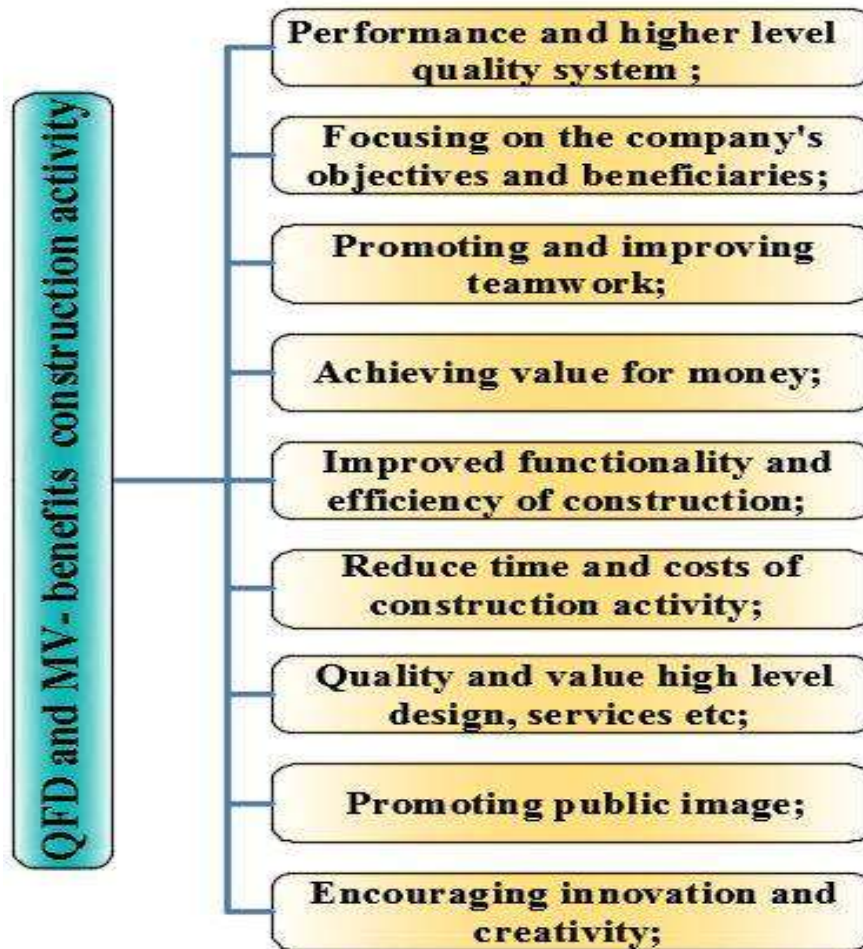 QFD and MV- benefits construction activity
Performance and higher level
quality system ;
Focusing on the company's
objectives and beneficiaries;
Promoting and improving
teamwork;
Achieving value for money;
Improved functionality and
efficiency of construction;
Reduce time and costs of
construction activity;
Quality and value high level
design, services etc;
Promoting public image;
Encouraging innovation and
creativity;